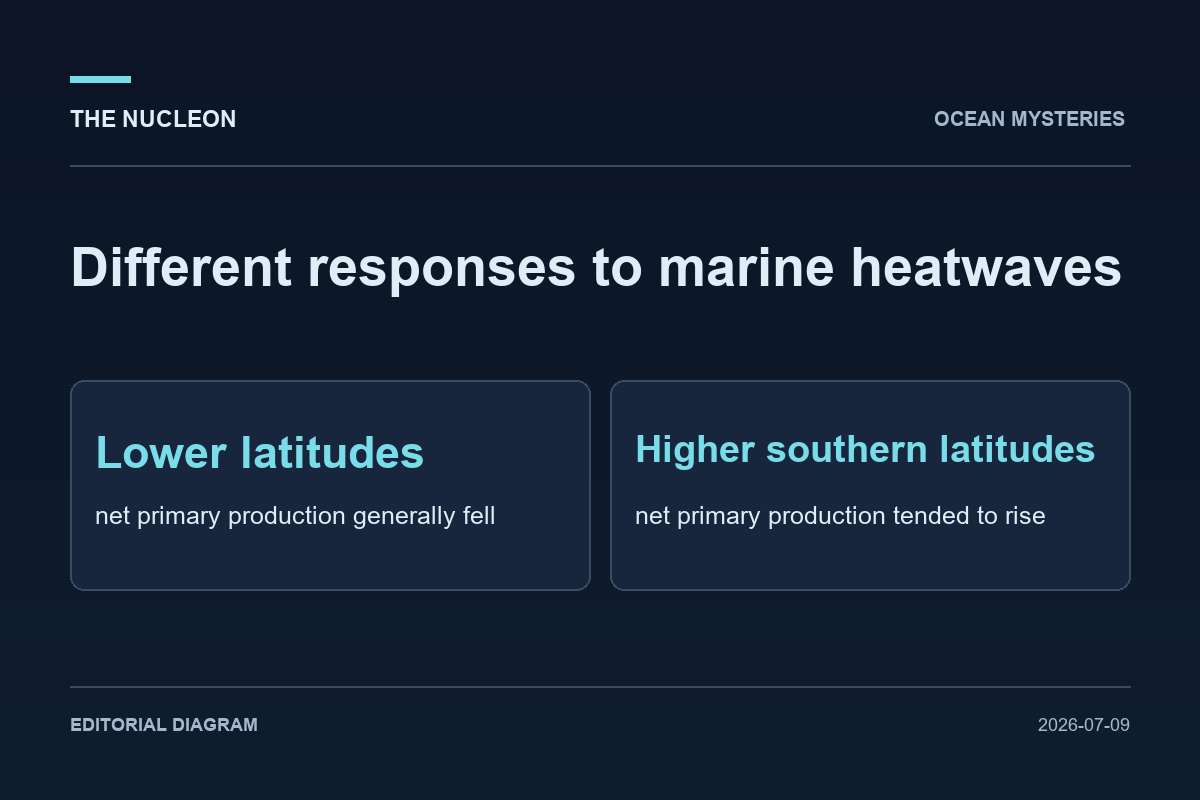 THE NUCLEON
OCEAN MYSTERIES
Different responses to marine heatwaves
Lower latitudes
net primary production generally fell
Higher southern latitudes
net primary production tended to rise
EDITORIAL DIAGRAM
2026-07-09